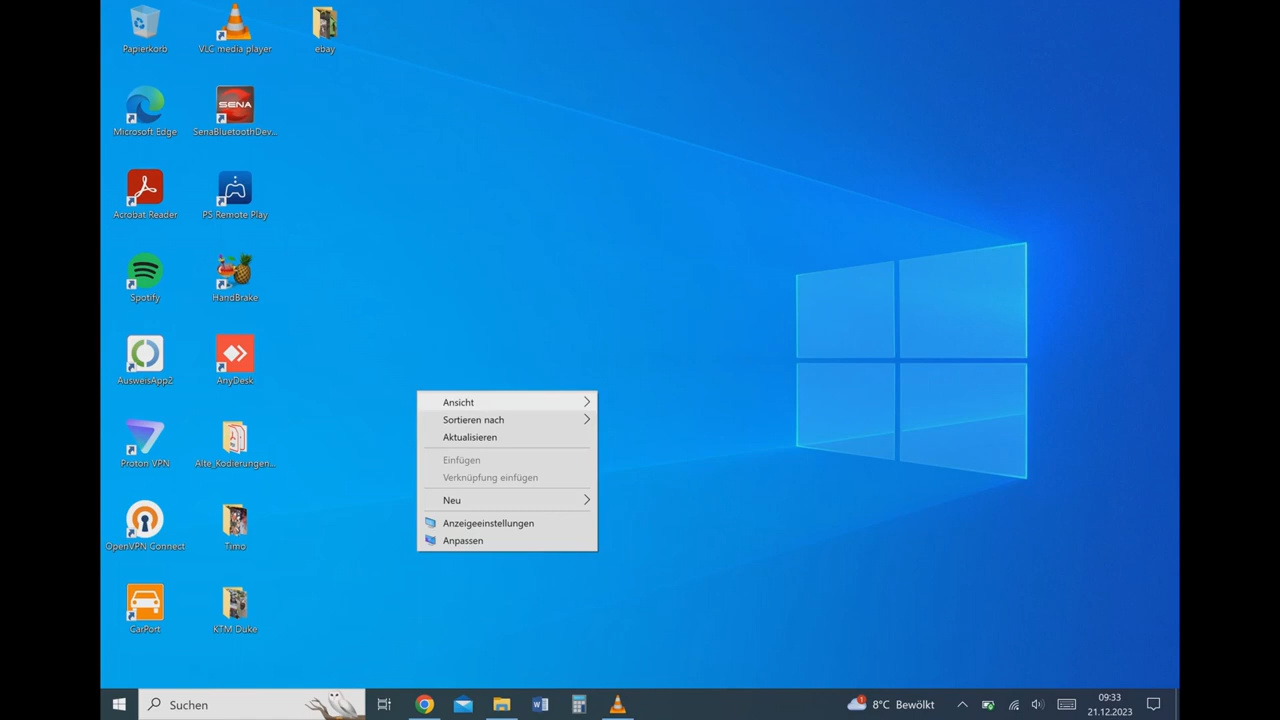 Papierkorb
VLC media player
ebay
Microsoft Edge
SENA
SenaBluetoothDev...
Acrobat Reader
PS Remote Play
Spotify
HandBrake
AusweisApp2
AnyDesk
Proton VPN
Alte_Kodierungen...
OpenVPN Connect
Timo
CarPort
KTM Duke
Ansicht
Sortieren nach
Aktualisieren
Einfügen
Verknüpfung einfügen
Neu
Anzeigeeinstellungen
Anpassen
Suchen
8°C Bewölkt
09:33
21.12.2023